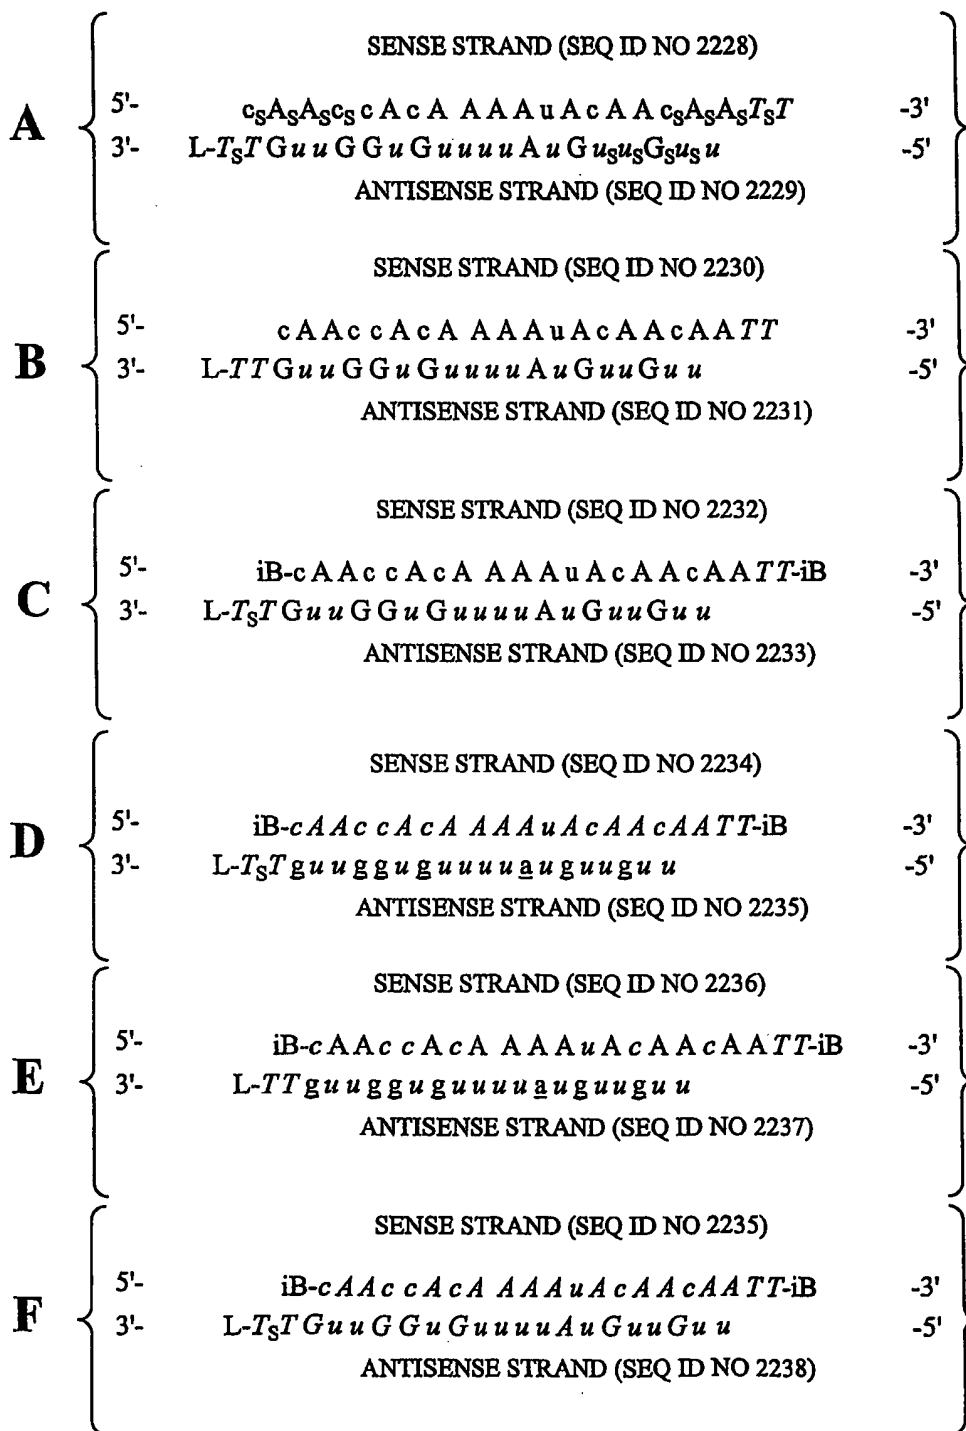 SENSE STRAND (SEQ ID NO 2228)
A 5'- cSASAScS c A c A A A A u A c A A cSASASTST -3'
3'- L-TST G u u G G u G u u u u A u G uSuSGSuS u -5'
ANTISENSE STRAND (SEQ ID NO 2229)
SENSE STRAND (SEQ ID NO 2230)
B 5'- c A A c c A c A A A A u A c A A c A A T T -3'
3'- L-T T G u u G G u G u u u u A u G u u G u u -5'
ANTISENSE STRAND (SEQ ID NO 2231)
SENSE STRAND (SEQ ID NO 2232)
C 5'- iB-c A A c c A c A A A A u A c A A c A A T T-iB -3'
3'- L-TST G u u G G u G u u u u A u G u u G u u -5'
ANTISENSE STRAND (SEQ ID NO 2233)
SENSE STRAND (SEQ ID NO 2234)
D 5'- iB-c A A c c A c A A A A u A c A A c A A T T-iB -3'
3'- L-TST g u u g g u g u u u u a u g u u g u u -5'
ANTISENSE STRAND (SEQ ID NO 2235)
SENSE STRAND (SEQ ID NO 2236)
E 5'- iB-c A A c c A c A A A A u A c A A c A A T T-iB -3'
3'- L-T T g u u g g u g u u u u a u g u u g u u -5'
ANTISENSE STRAND (SEQ ID NO 2237)
SENSE STRAND (SEQ ID NO 2235)
F 5'- iB-c A A c c A c A A A A u A c A A c A A T T-iB -3'
3'- L-TST G u u G G u G u u u u A u G u u G u u -5'
ANTISENSE STRAND (SEQ ID NO 2238)